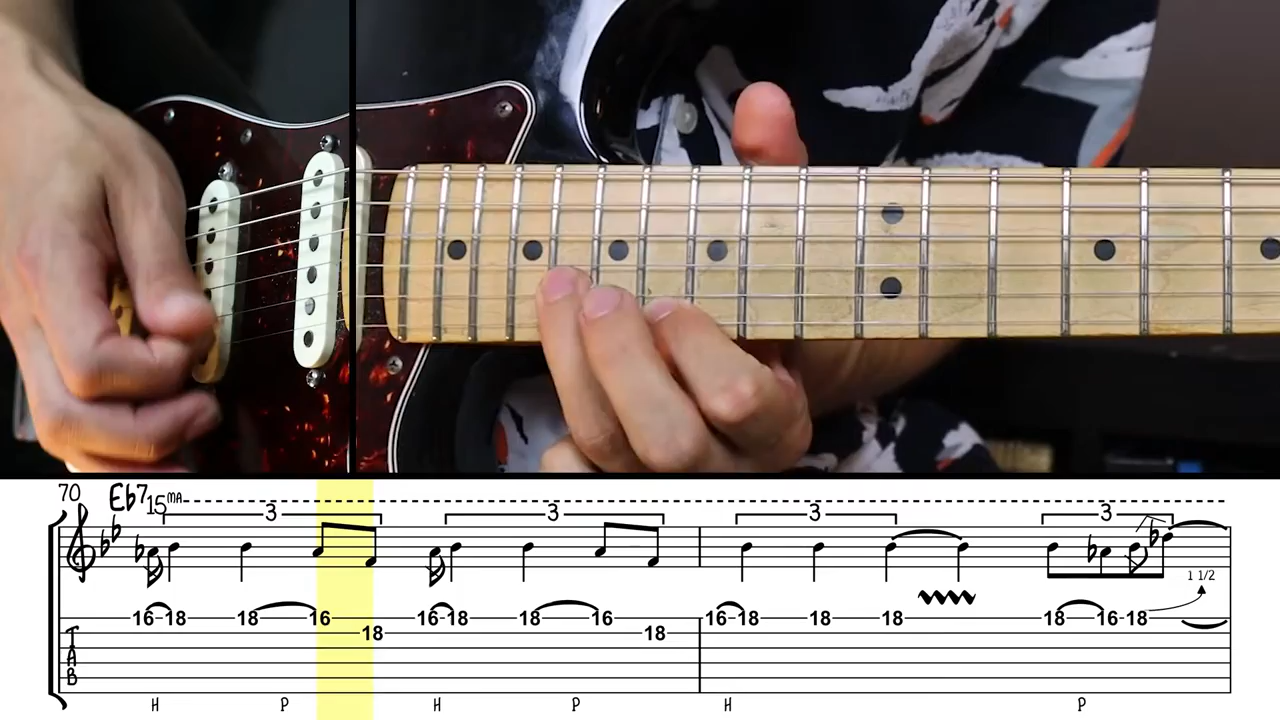 70 Eb7 15MA
3 3 3 3
1 1/2
16 18 18 16 16 18 18 16 16 18 18 18 18 16 18
18 18
T
A
B
H P H P H P